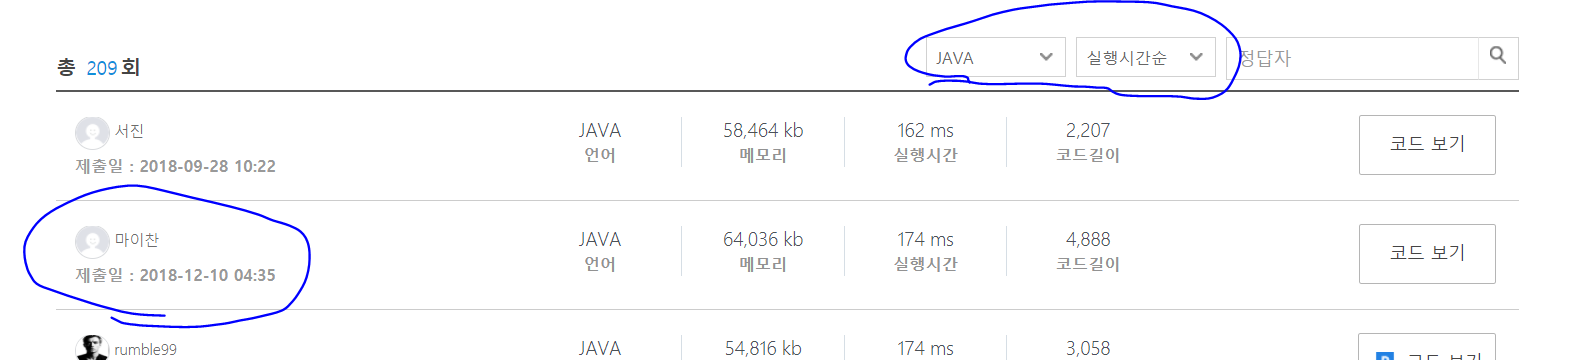 총 209 회 JAVA 실행시간순 정답자
서진 JAVA 58,464 kb 162 ms 2,207 코드 보기
제출일 : 2018-09-28 10:22 언어 메모리 실행시간 코드길이
마이찬 JAVA 64,036 kb 174 ms 4,888 코드 보기
제출일 : 2018-12-10 04:35 언어 메모리 실행시간 코드길이
rumble99 JAVA 54,816 kb 174 ms 3,058 코드 보기